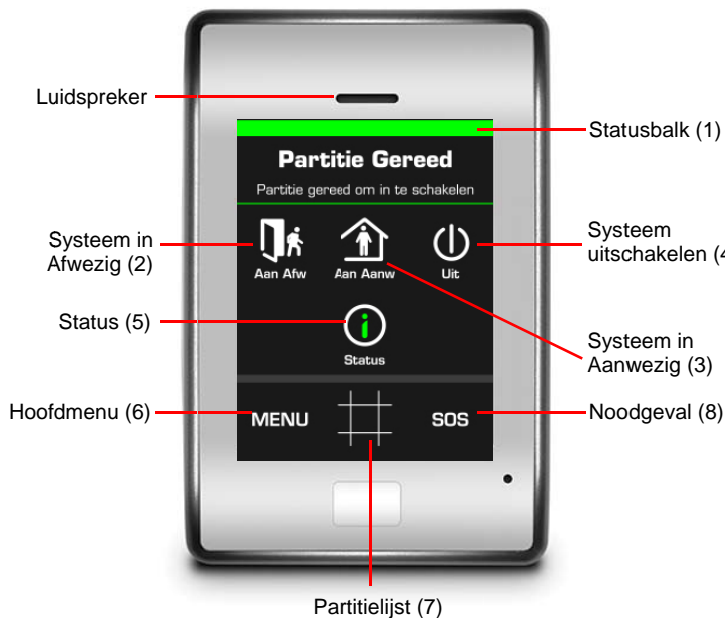 Luidspreker
Statusbalk (1)
Partitie Gereed
Partitie gereed om in te schakelen
Systeem in
Afwezig (2)
Aan Afw
Aan Aanw
Uit
Systeem
uitschakelen (4
Status (5)
Status
Systeem in
Aanwezig (3)
Hoofdmenu (6)
MENU
SOS
Noodgeval (8)
Partitielijst (7)